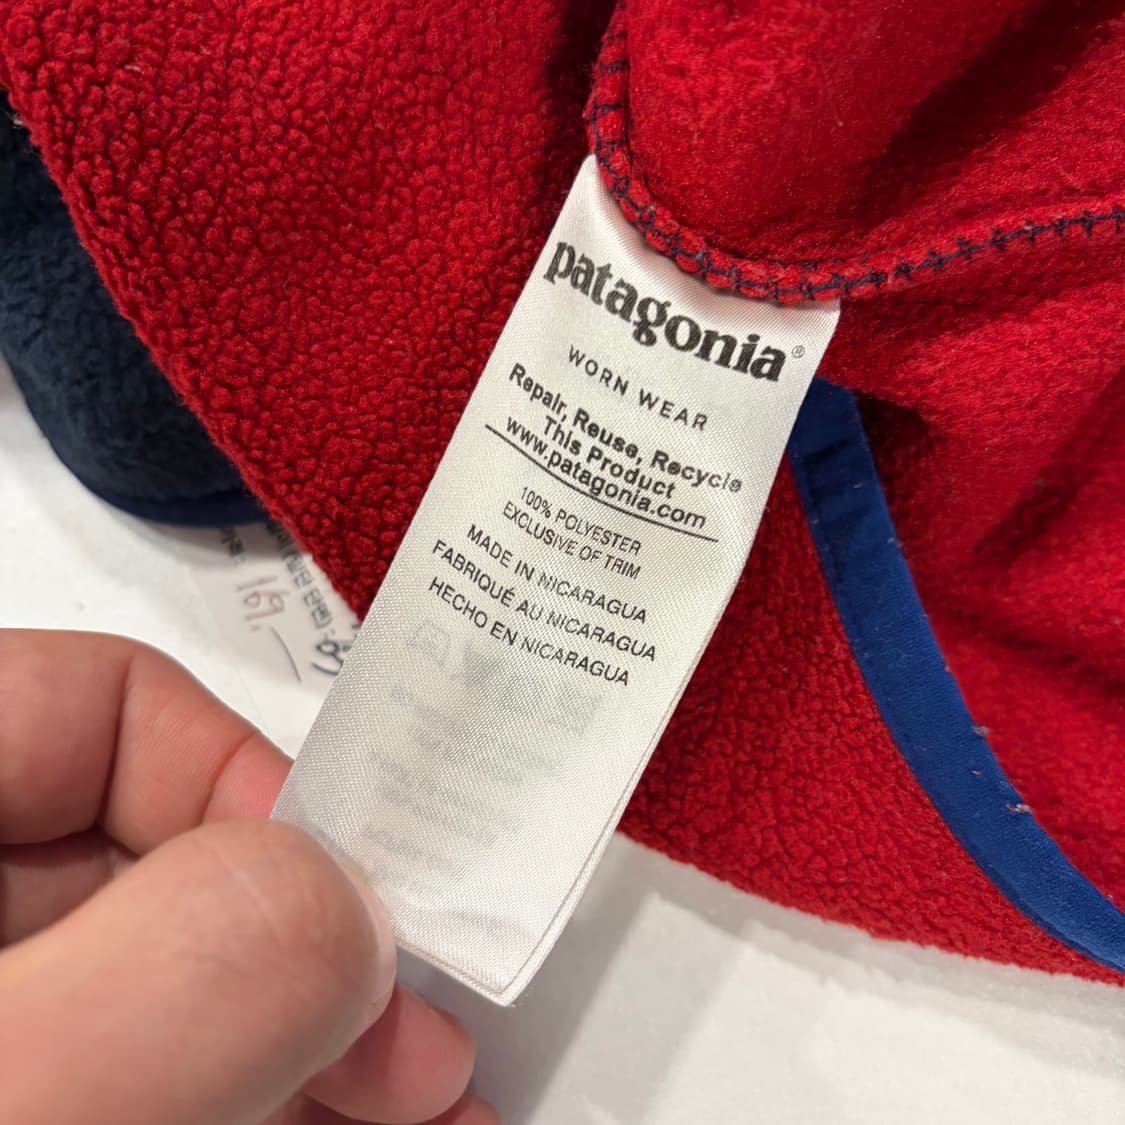 patagonia®
WORN WEAR
Repair, Reuse, Recycle
This Product
www.patagonia.com
100% POLYESTER
EXCLUSIVE OF TRIM
MADE IN NICARAGUA
FABRIQUÉ AU NICARAGUA
HECHO EN NICARAGUA
169.-